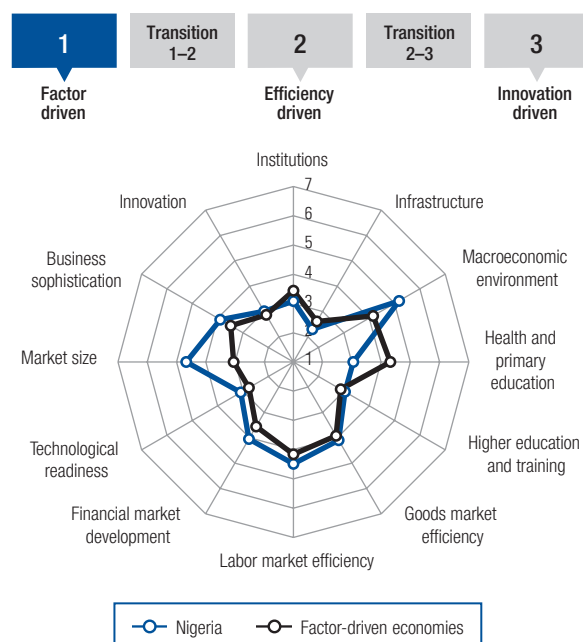 1
Transition
1–2
2
Transition
2–3
3
Factor
driven
Efficiency
driven
Innovation
driven
Institutions
Infrastructure
Macroeconomic
environment
Health and
primary
education
Higher education
and training
Goods market
efficiency
Labor market efficiency
Financial market
development
Technological
readiness
Market size
Business
sophistication
Innovation
7
6
5
4
3
2
1
Nigeria
Factor-driven economies